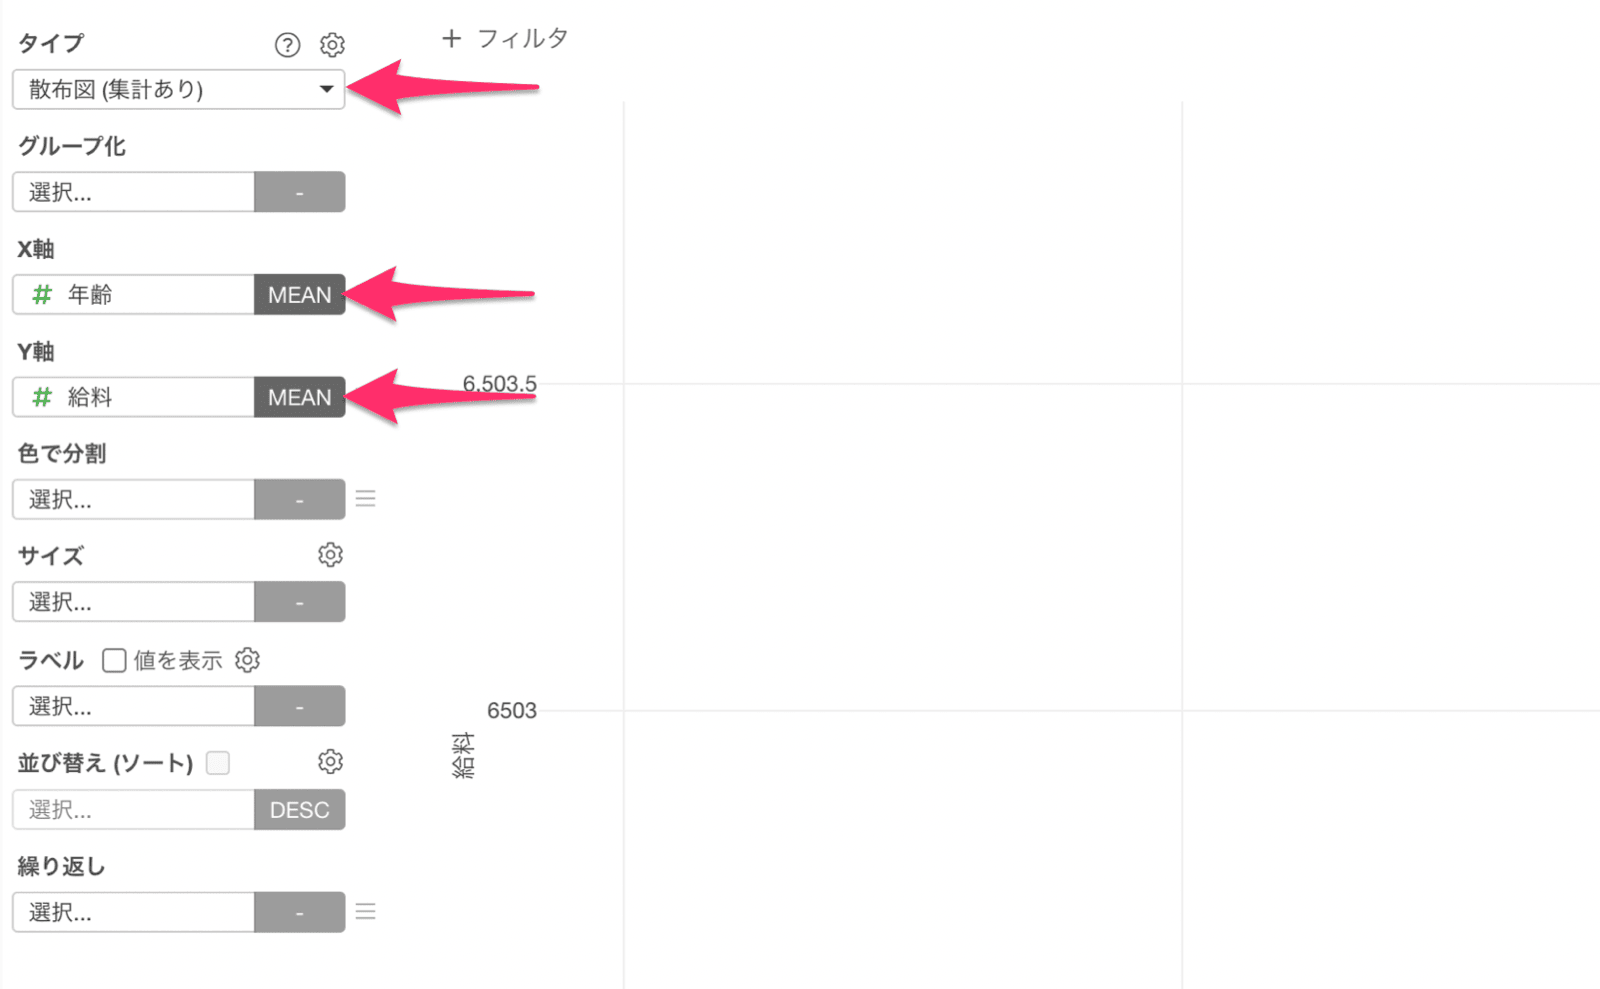 タイプ
散布図 (集計あり)
グループ化
選択...
-
X軸
# 年齢
MEAN
Y軸
# 給料
MEAN
色で分割
選択...
-
サイズ
選択...
-
ラベル 値を表示
選択...
-
並び替え (ソート)
選択...
DESC
繰り返し
選択...
-
+ フィルタ
6,503.5
6503
給料